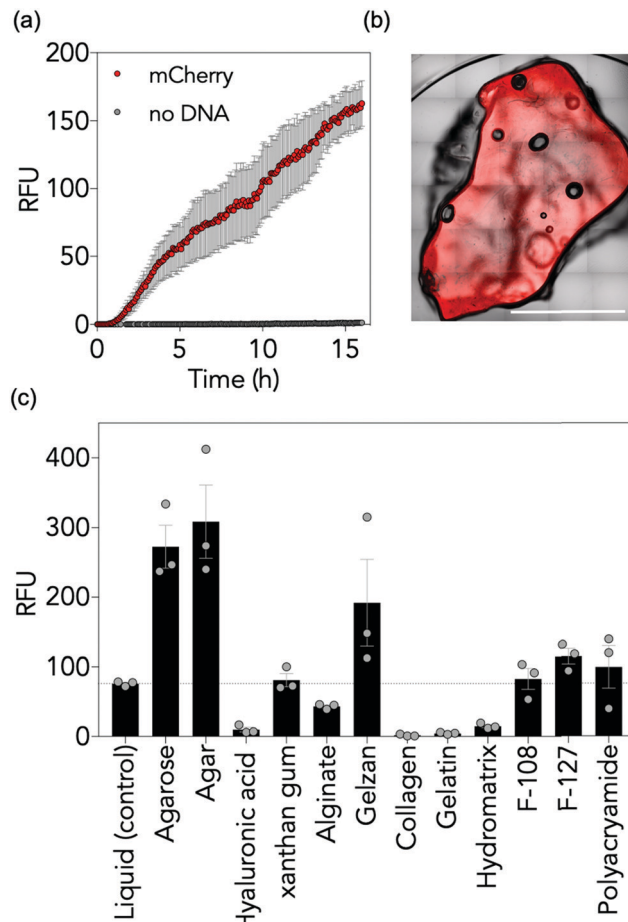 (a)
(b)
200
150
100
50
0
RFU
mCherry
no DNA
0
5
10
15
Time (h)
(c)
400
300
200
100
0
RFU
Liquid (control)
Agarose
Agar
Hyaluronic acid
xanthan gum
Alginate
Gelzan
Collagen
Gelatin
Hydromatrix
F-108
F-127
Polyacryamide